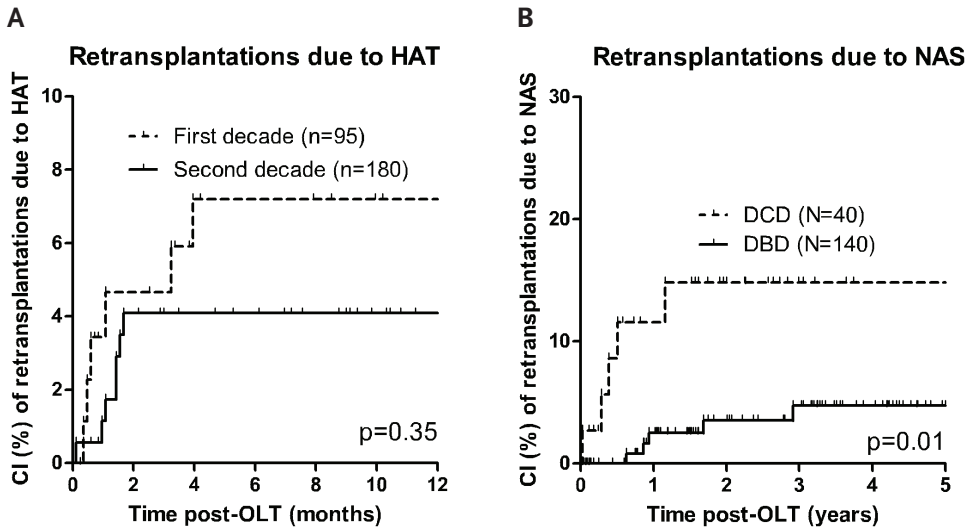 A
Retransplantations due to HAT
CI (%) of retransplantations due to HAT
10
8
6
4
2
0
First decade (n=95)
Second decade (n=180)
p=0.35
0 2 4 6 8 10 12
Time post-OLT (months)
B
Retransplantations due to NAS
CI (%) of retransplantations due to NAS
30
20
10
0
DCD (N=40)
DBD (N=140)
p=0.01
0 1 2 3 4 5
Time post-OLT (years)